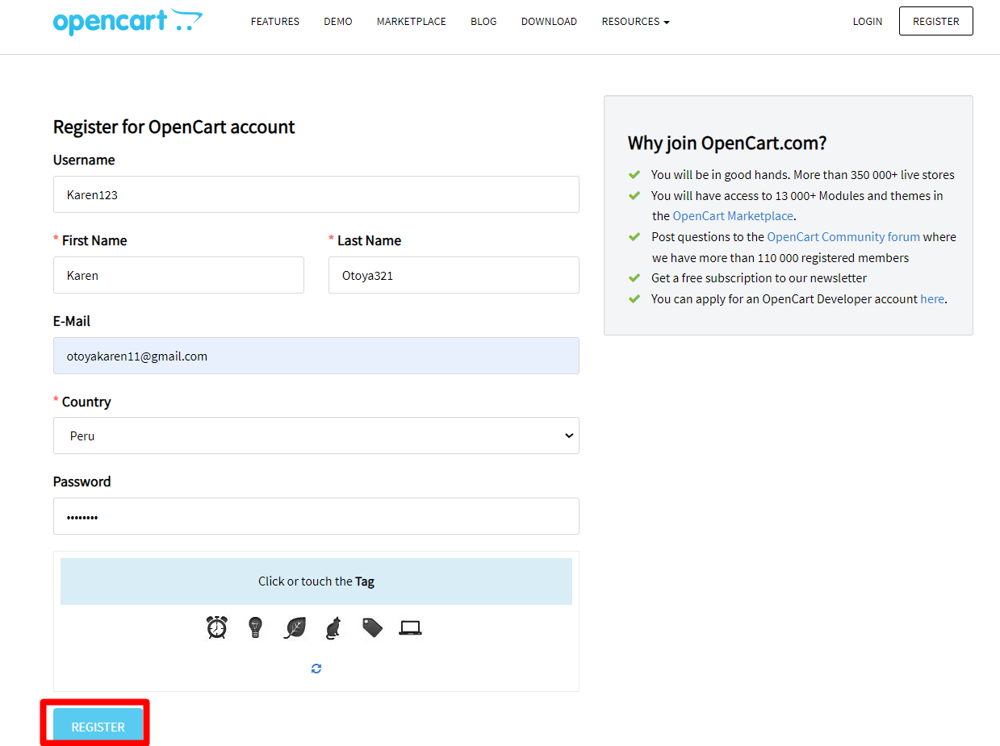 opencart
FEATURES DEMO MARKETPLACE BLOG DOWNLOAD RESOURCES LOGIN REGISTER
Register for OpenCart account
Username
Karen123
* First Name * Last Name
Karen Otoya321
E-Mail
otoyakaren11@gmail.com
* Country
Peru
Password
••••••••
Click or touch the Tag
REGISTER
Why join OpenCart.com?
You will be in good hands. More than 350 000+ live stores
You will have access to 13 000+ Modules and themes in
the OpenCart Marketplace.
Post questions to the OpenCart Community forum where
we have more than 110 000 registered members
Get a free subscription to our newsletter
You can apply for an OpenCart Developer account here.